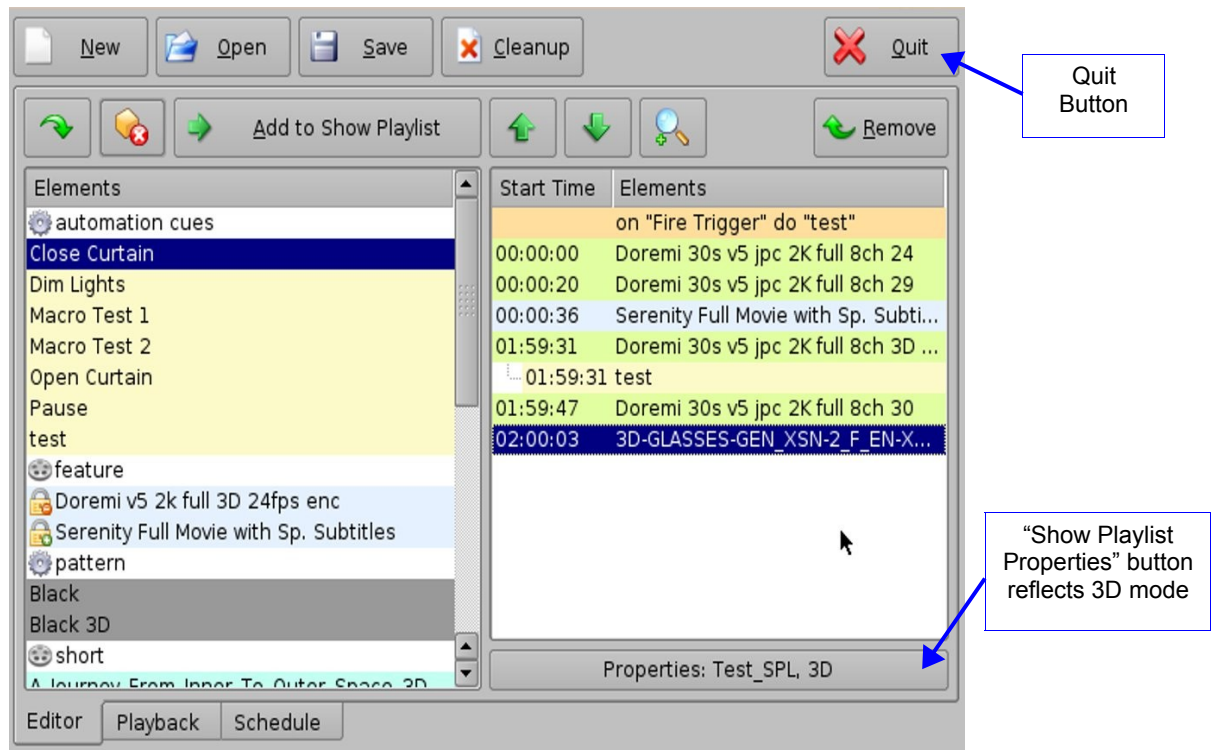 New Open Save Cleanup Quit
Quit
Button
Add to Show Playlist Remove
Elements
automation cues
Close Curtain
Dim Lights
Macro Test 1
Macro Test 2
Open Curtain
Pause
test
feature
Doremi v5 2k full 3D 24fps enc
Serenity Full Movie with Sp. Subtitles
pattern
Black
Black 3D
short
A Journey From Inner To Outer Space 3D
Start Time Elements
on "Fire Trigger" do "test"
00:00:00 Doremi 30s v5 jpc 2K full 8ch 24
00:00:20 Doremi 30s v5 jpc 2K full 8ch 29
00:00:36 Serenity Full Movie with Sp. Subti...
01:59:31 Doremi 30s v5 jpc 2K full 8ch 3D ...
01:59:31 test
01:59:47 Doremi 30s v5 jpc 2K full 8ch 30
02:00:03 3D-GLASSES-GEN_XSN-2_F_EN-X...
“Show Playlist
Properties” button
reflects 3D mode
Properties: Test_SPL, 3D
Editor Playback Schedule